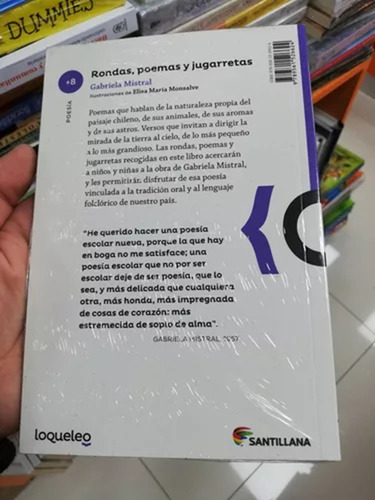 DUMMIES
+8
POESÍA
Rondas, poemas y jugarretas
Gabriela Mistral
Ilustraciones de Elisa María Monsalve
Poemas que hablan de la naturaleza propia del
paisaje chileno, de sus animales, de sus aromas
y de sus astros. Versos que invitan a dirigir la
mirada de la tierra al cielo, de lo más pequeño
a lo más grandioso. Las rondas, poemas y
jugarretas recogidas en este libro acercarán
a niños y niñas a la obra de Gabriela Mistral,
y les permitirán, disfrutar de esa poesía
vinculada a la tradición oral y al lenguaje
folclórico de nuestro país.
"He querido hacer una poesía
escolar nueva, porque la que hay
en boga no me satisface; una
poesía escolar que no por ser
escolar deje de ser poesía, que lo
sea, y más delicada que cualquiera
otra, más honda, más impregnada
de cosas de corazón: más
estremecida de soplo de alma".
GABRIELA MISTRAL
loqueleo
SANTILLANA